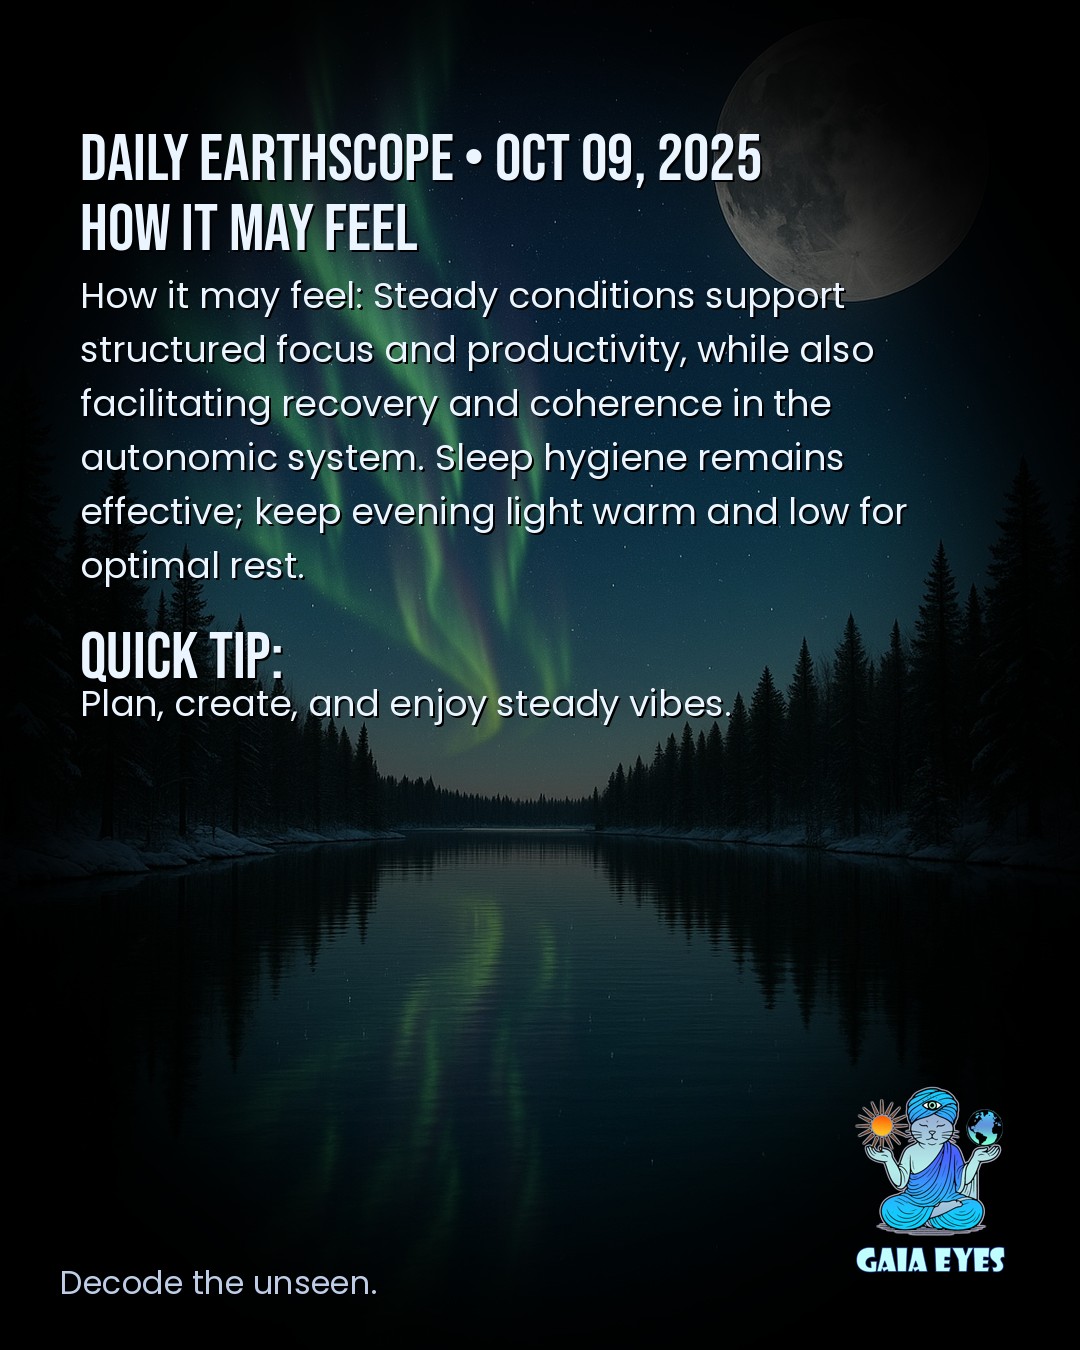 DAILY EARTHSCOPE • OCT 09, 2025
HOW IT MAY FEEL
How it may feel: Steady conditions support
structured focus and productivity, while also
facilitating recovery and coherence in the
autonomic system. Sleep hygiene remains
effective; keep evening light warm and low for
optimal rest.
QUICK TIP:
Plan, create, and enjoy steady vibes.
GAIA EYES
Decode the unseen.